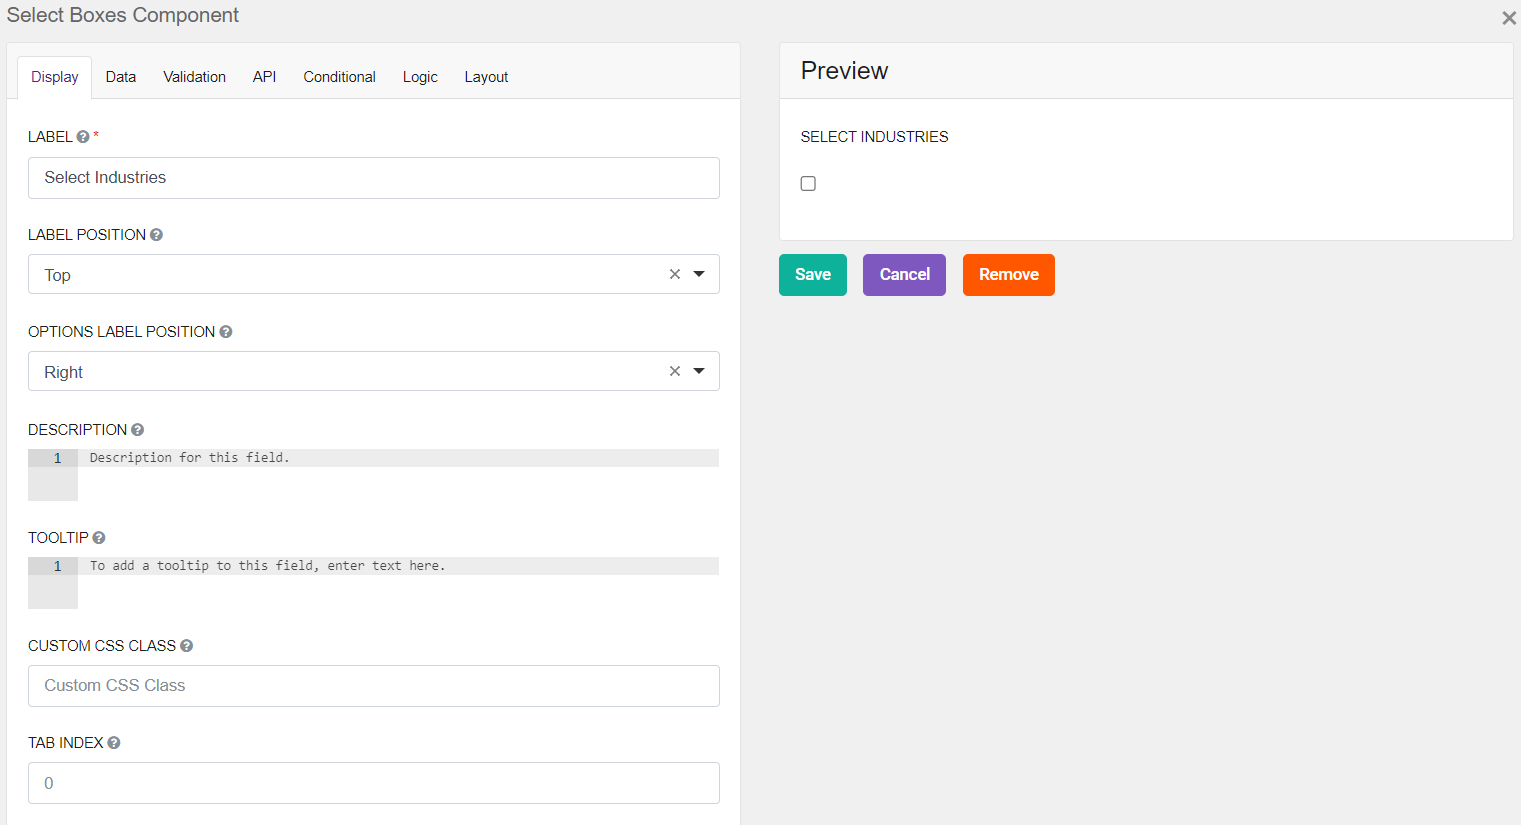 Select Boxes Component
Display Data Validation API Conditional Logic Layout
LABEL *
Select Industries
LABEL POSITION
Top
OPTIONS LABEL POSITION
Right
DESCRIPTION
1 Description for this field.
TOOLTIP
1 To add a tooltip to this field, enter text here.
CUSTOM CSS CLASS
Custom CSS Class
TAB INDEX
0
Preview
SELECT INDUSTRIES
Save Cancel Remove